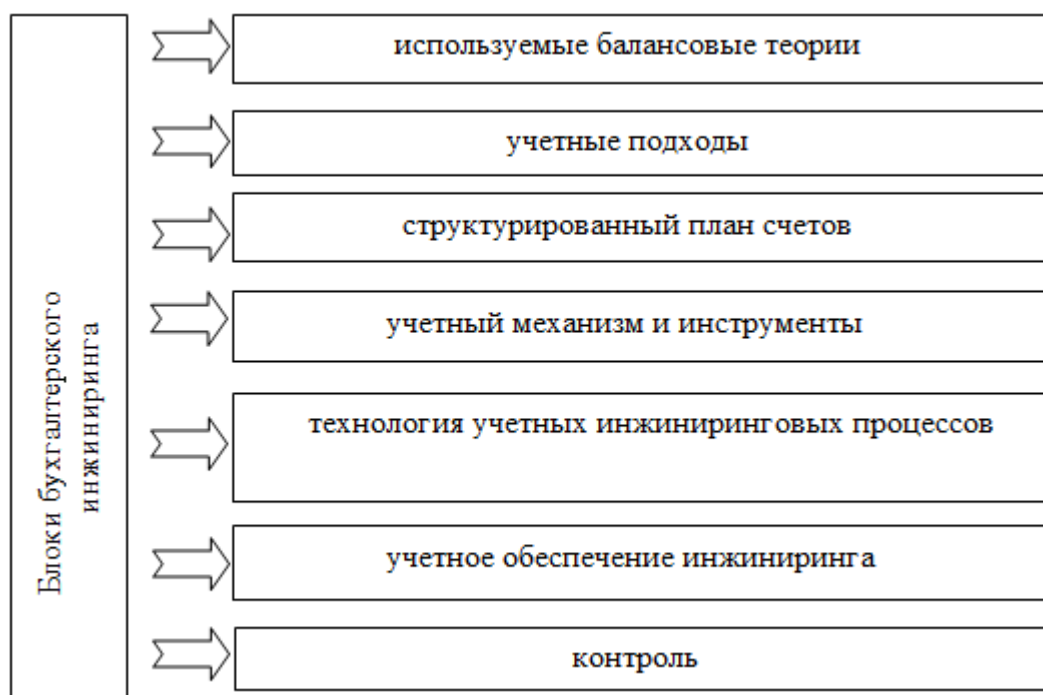 Блоки бухгалтерского
инжиниринга
используемые балансовые теории
учетные подходы
структурированный план счетов
учетный механизм и инструменты
технология учетных инжиниринговых процессов
учетное обеспечение инжиниринга
контроль